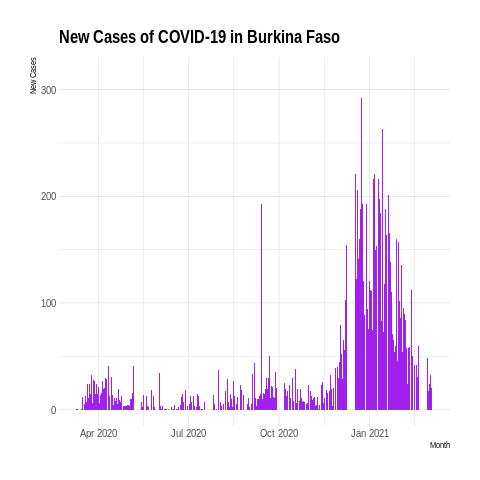 New Cases of COVID-19 in Burkina Faso
New Cases
300
200
100
0
Apr 2020 Jul 2020 Oct 2020 Jan 2021
Month